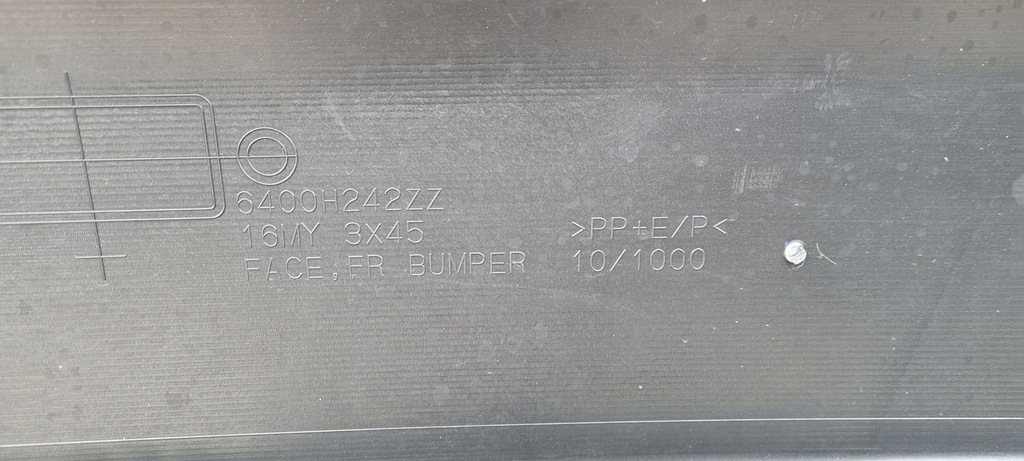 6400H242ZZ
16MY 3X45
FACE,FR BUMPER
>PP+E/P<
10/1000